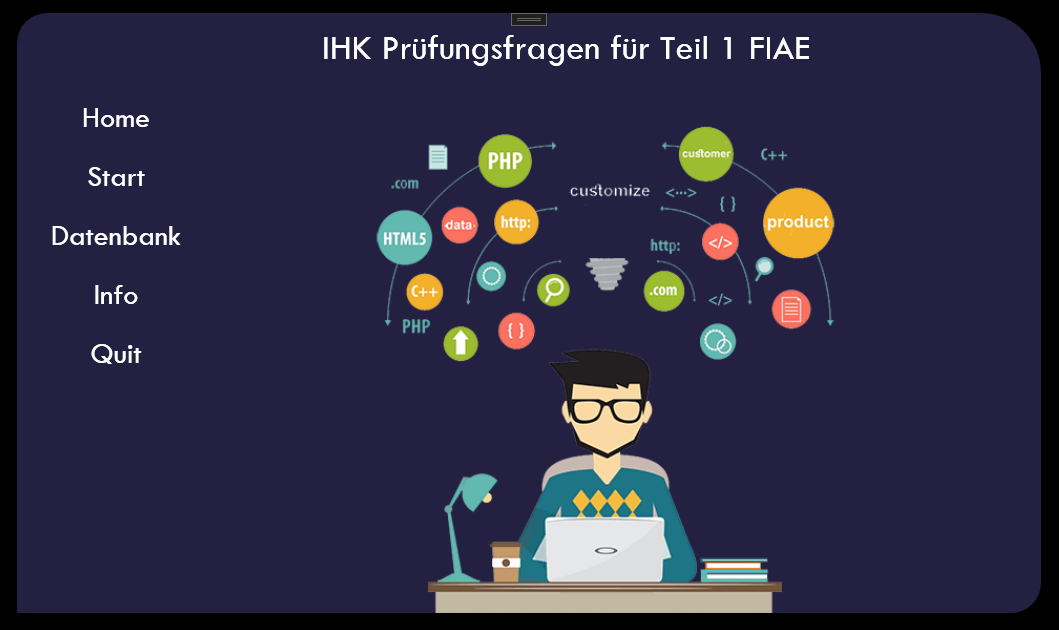 IHK Prüfungsfragen für Teil 1 FIAE
Home
Start
Datenbank
Info
Quit
PHP
customer
C++
.com
customize
<···>
{ }
HTML5
data
http:
product
</>
http:
C++
.com
</>
PHP
{ }